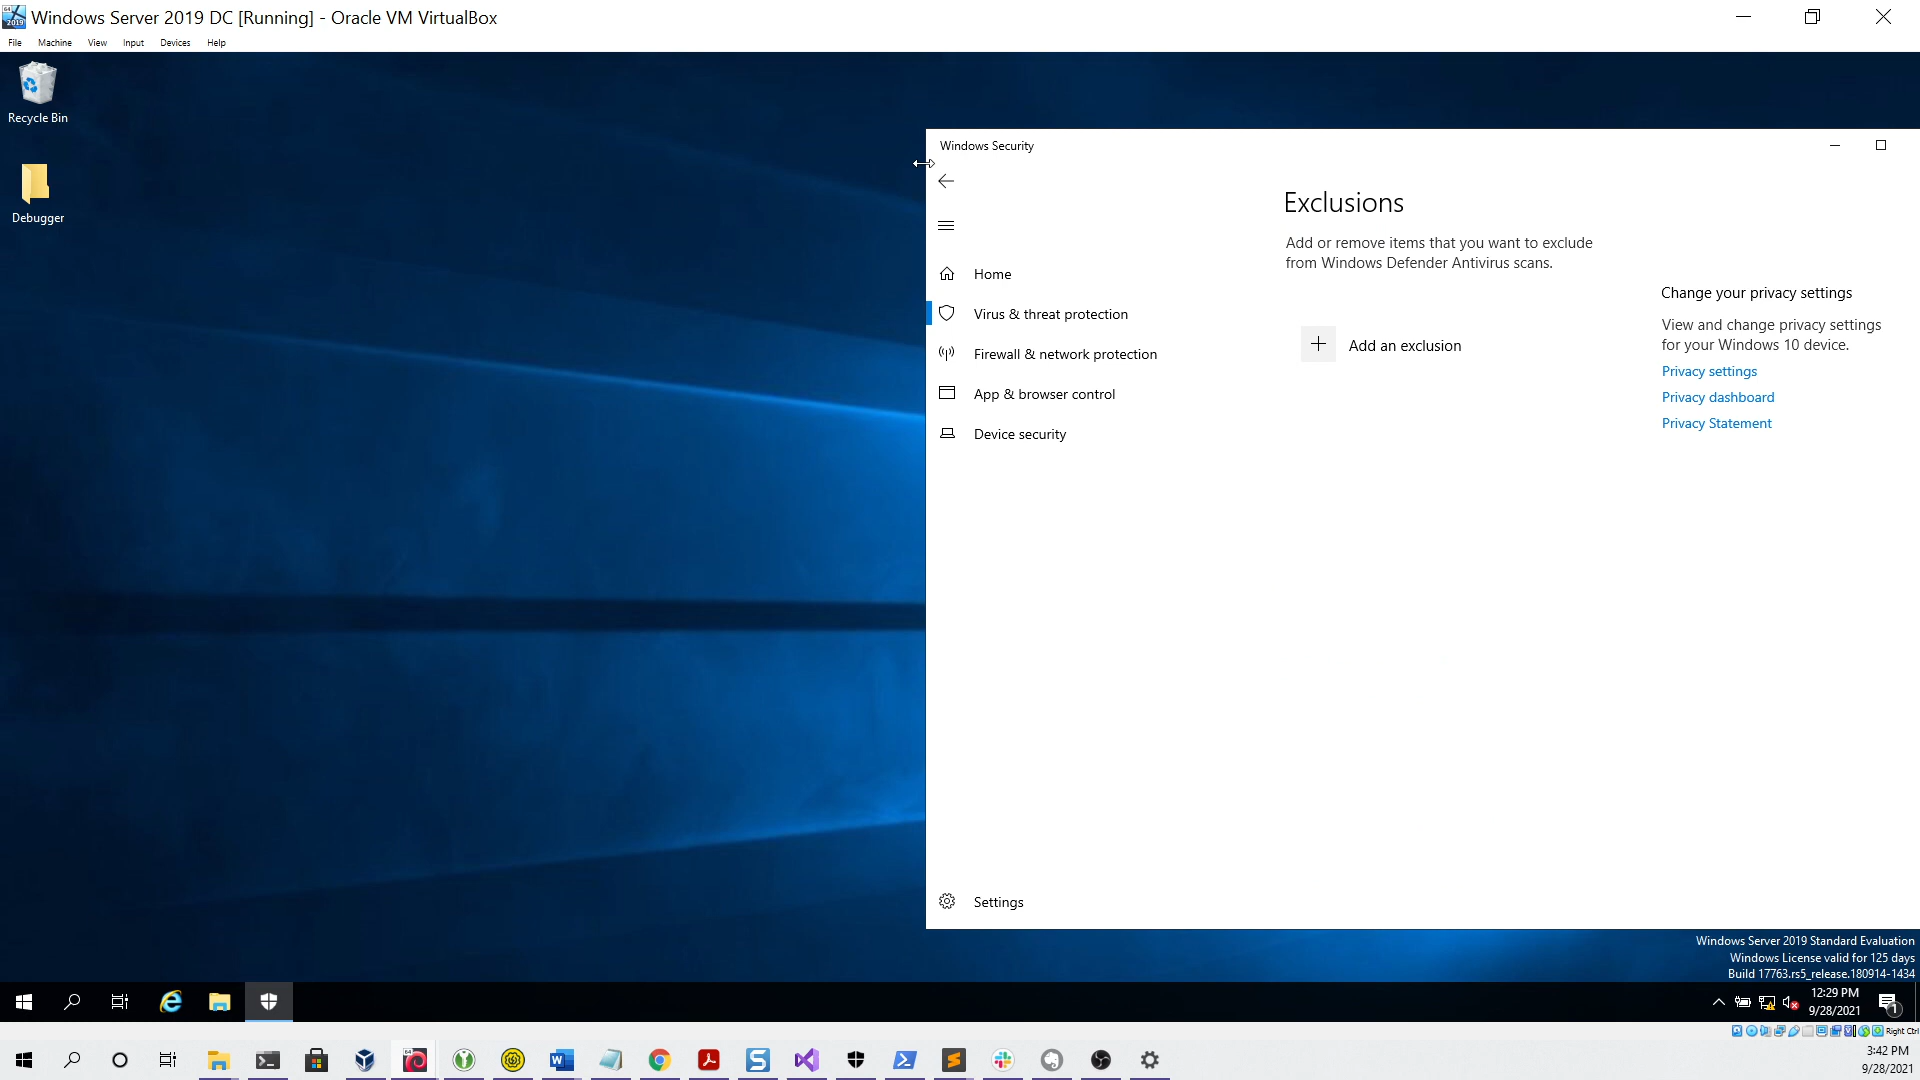 Windows Server 2019 DC [Running] - Oracle VM VirtualBox
File Machine View Input Devices Help
Recycle Bin
Debugger
Windows Security
Home
Virus & threat protection
Firewall & network protection
App & browser control
Device security
Settings
Exclusions
Add or remove items that you want to exclude
from Windows Defender Antivirus scans.
Add an exclusion
Change your privacy settings
View and change privacy settings
for your Windows 10 device.
Privacy settings
Privacy dashboard
Privacy Statement
Windows Server 2019 Standard Evaluation
Windows License valid for 125 days
Build 17763.rs5_release.180914-1434
12:29 PM
9/28/2021
1
Right Ctrl
3:42 PM
9/28/2021